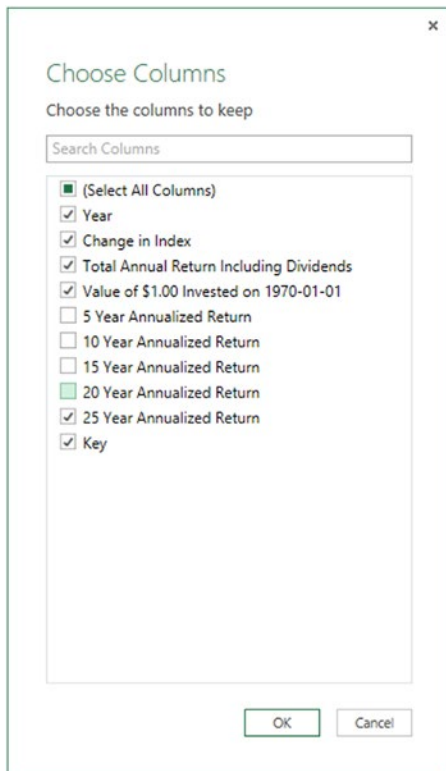 Choose Columns
Choose the columns to keep
Search Columns
(Select All Columns)
Year
Change in Index
Total Annual Return Including Dividends
Value of $1.00 Invested on 1970-01-01
5 Year Annualized Return
10 Year Annualized Return
15 Year Annualized Return
20 Year Annualized Return
25 Year Annualized Return
Key
OK Cancel